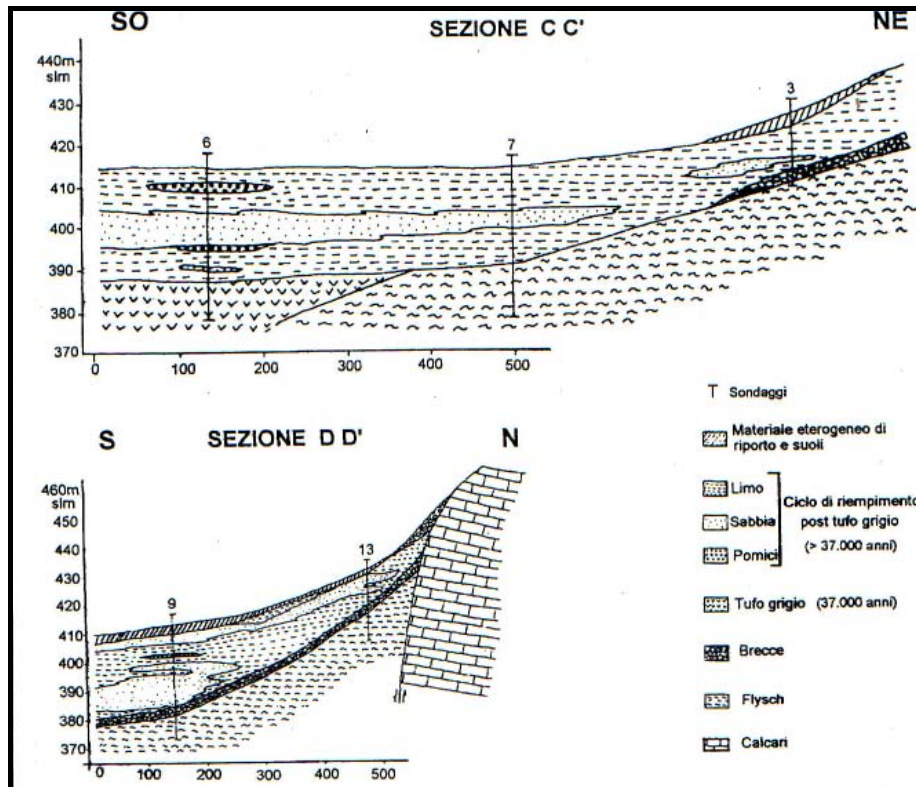 SO
SEZIONE C C'
NE
440m
slm
430
420
410
400
390
380
370
0
100
200
300
400
500
6
7
3
S
SEZIONE D D'
N
460m
slm
450
440
430
420
410
400
390
380
370
0
100
200
300
400
500
9
13
Sondaggi
Materiale eterogeneo di
riporto e suoli
Limo
Sabbia
Pomici
Ciclo di riempimento
post tufo grigio
(> 37.000 anni)
Tufo grigio (37.000 anni)
Brecce
Flysch
Calcari